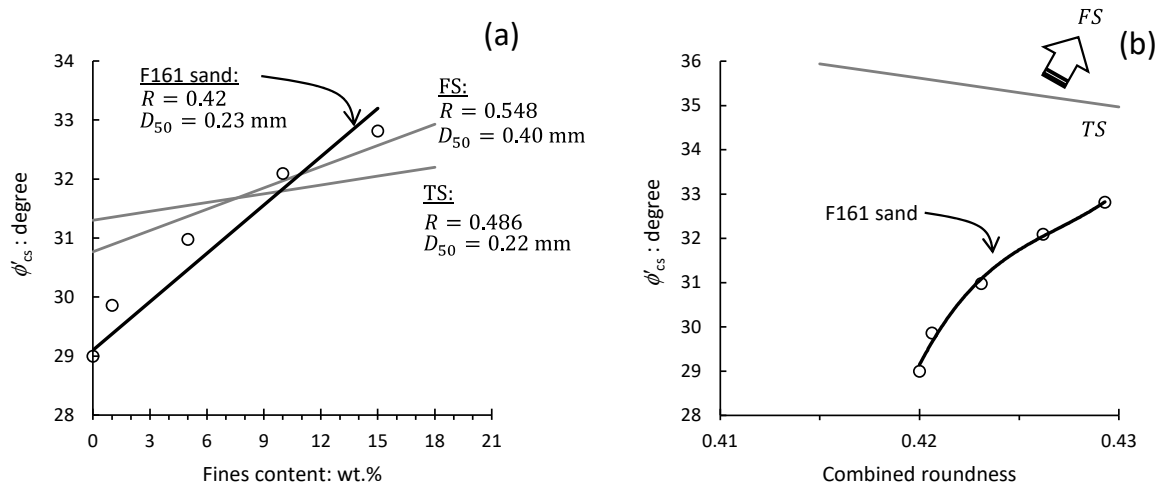 (a)
34
33
32
31
30
29
28
0 3 6 9 12 15 18 21
Fines content: wt.%
ϕ′cs : degree
F161 sand:
R = 0.42
D50 = 0.23 mm
FS:
R = 0.548
D50 = 0.40 mm
TS:
R = 0.486
D50 = 0.22 mm
(b)
FS
36
35
34
33
32
31
30
29
28
TS
F161 sand
ϕ′cs : degree
0.41 0.42 0.43
Combined roundness